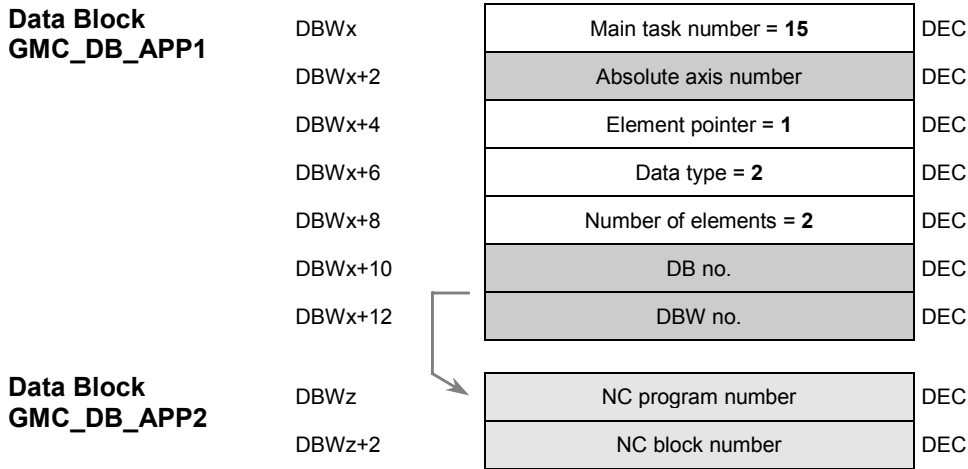 Data Block
GMC_DB_APP1
DBWx Main task number = 15 DEC
DBWx+2 Absolute axis number DEC
DBWx+4 Element pointer = 1 DEC
DBWx+6 Data type = 2 DEC
DBWx+8 Number of elements = 2 DEC
DBWx+10 DB no. DEC
DBWx+12 DBW no. DEC
Data Block
GMC_DB_APP2
DBWz NC program number DEC
DBWz+2 NC block number DEC